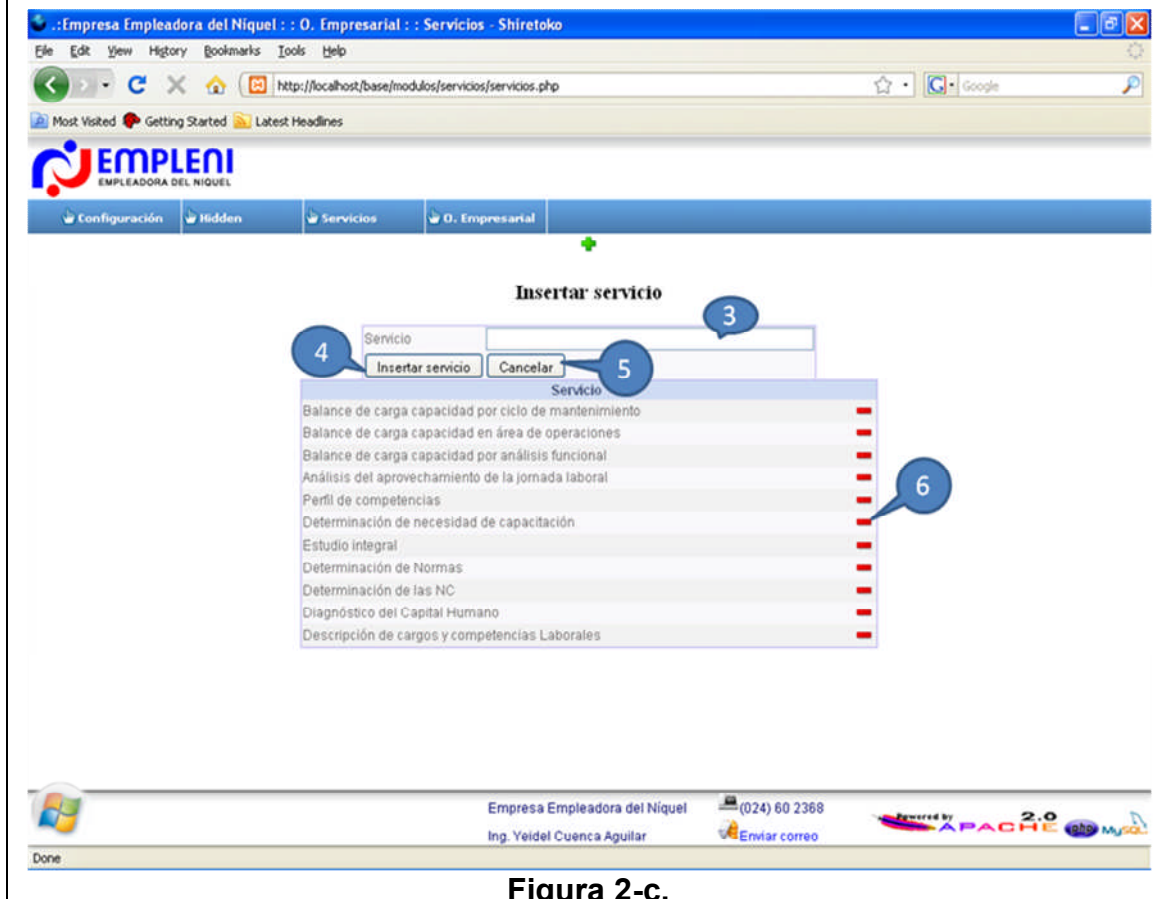 .:Empresa Empleadora del Níquel : : O. Empresarial : : Servicios - Shiretoko
File Edit View History Bookmarks Tools Help
http://localhost/base/modulos/servicios/servicios.php
Google
Most Visited Getting Started Latest Headlines
EMPLENI
EMPLEADORA DEL NIQUEL
Configuración Hidden Servicios O. Empresarial
Insertar servicio
3
Servicio
4
Insertar servicio Cancelar
5
Servicio
Balance de carga capacidad por ciclo de mantenimiento
Balance de carga capacidad en área de operaciones
Balance de carga capacidad por análisis funcional
Análisis del aprovechamiento de la jornada laboral
6
Perfil de competencias
Determinación de necesidad de capacitación
Estudio integral
Determinación de Normas
Determinación de las NC
Diagnóstico del Capital Humano
Descripción de cargos y competencias Laborales
Empresa Empleadora del Níquel (024) 60 2368
Ing. Yeidel Cuenca Aguilar Enviar correo
Powered by APACHE 2.0
php MySQL
Done
Figura 2-c.